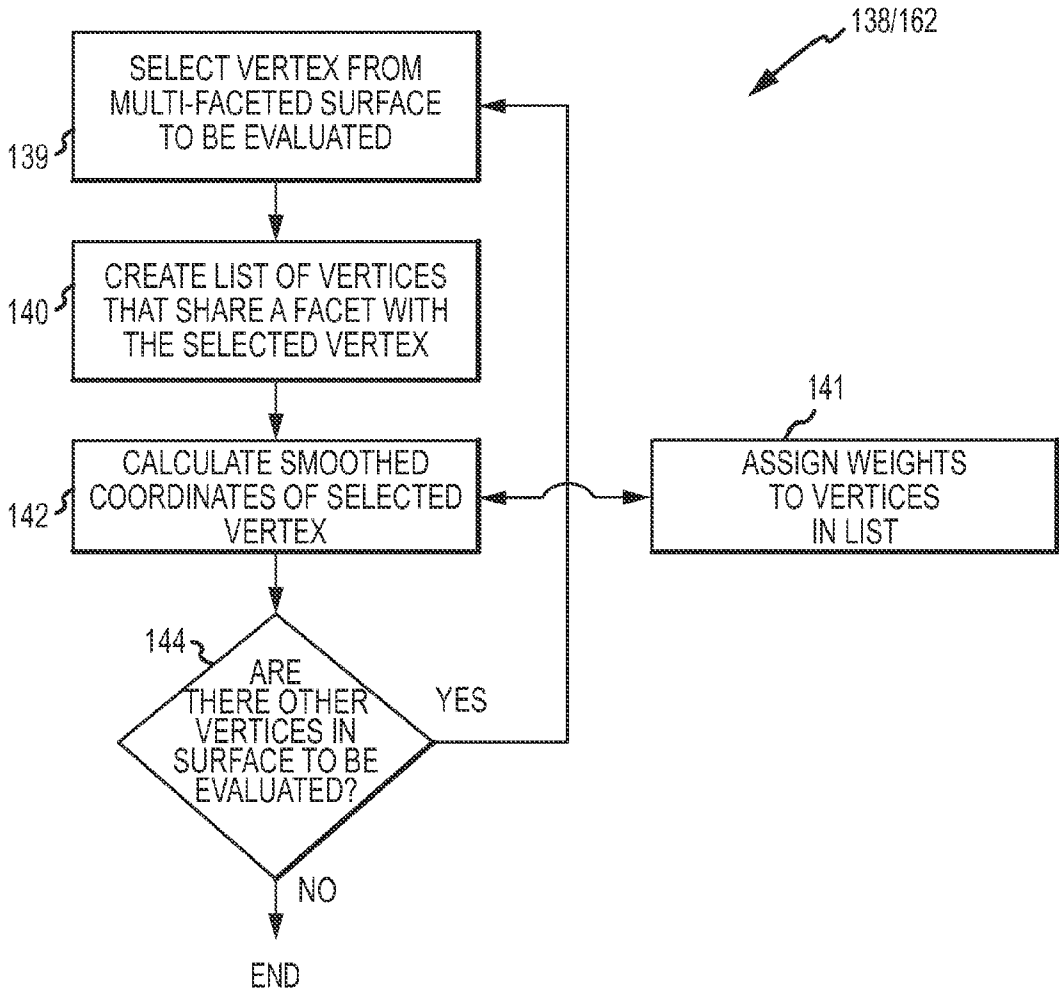 138/162
SELECT VERTEX FROM
MULTI-FACETED SURFACE
TO BE EVALUATED
139
CREATE LIST OF VERTICES
THAT SHARE A FACET WITH
THE SELECTED VERTEX
140
141
CALCULATE SMOOTHED
COORDINATES OF SELECTED
VERTEX
142
ASSIGN WEIGHTS
TO VERTICES
IN LIST
144
ARE
THERE OTHER
VERTICES IN
SURFACE TO BE
EVALUATED?
YES
NO
END